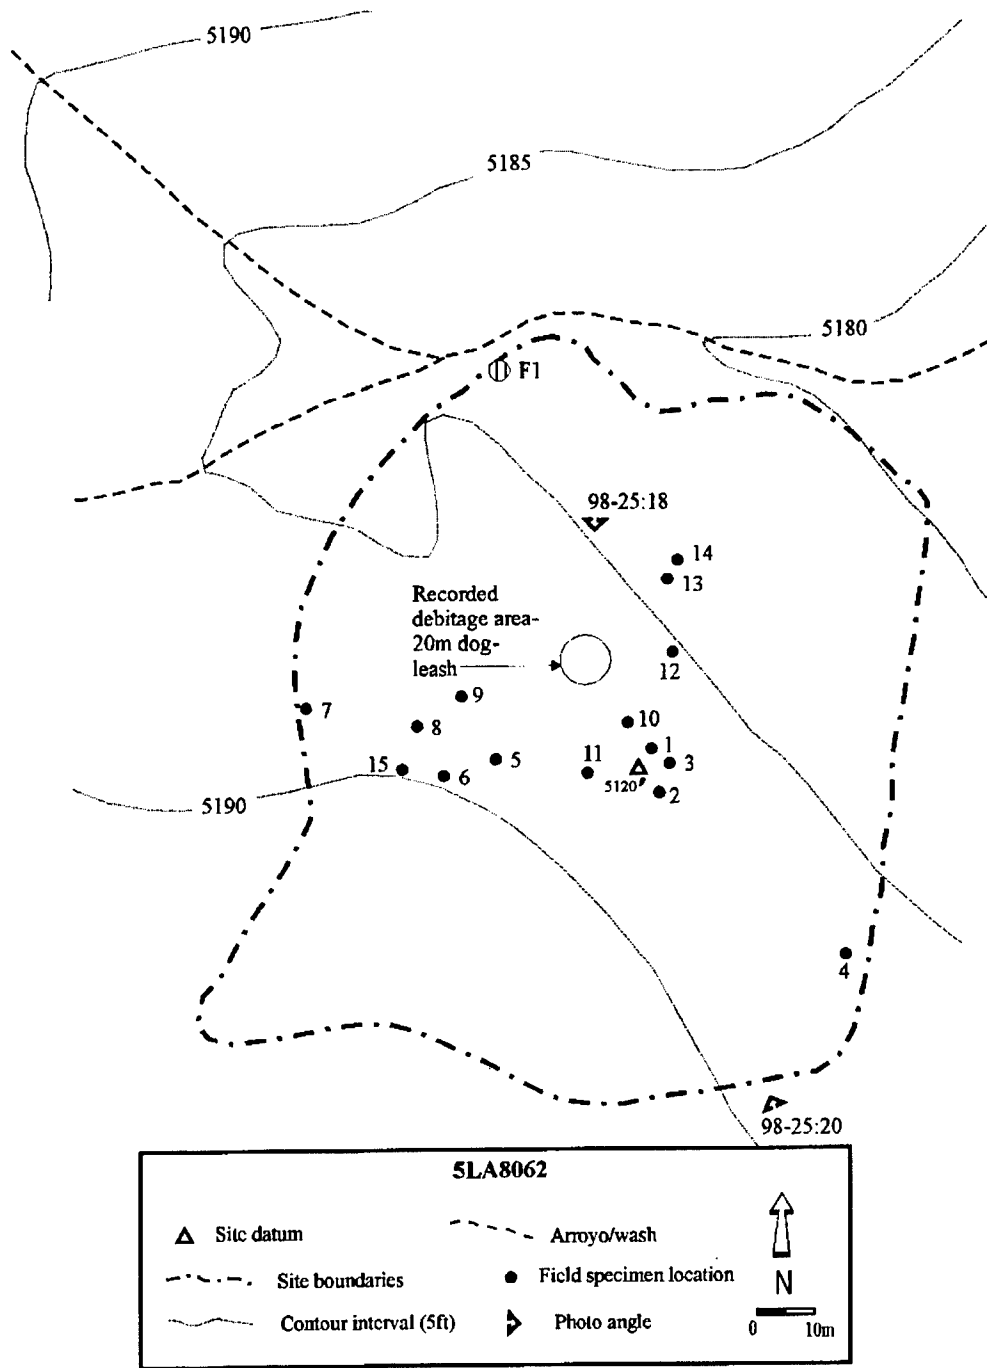 5190
5185
5180
F1
98-25:18
14
13
Recorded
debitage area-
20m dog-
leash
12
9
7
8
10
1
11
3
5
15
6
5120'
2
5190
4
98-25:20
5LA8062
Site datum
Arroyo/wash
Site boundaries
Field specimen location
N
Contour interval (5ft)
Photo angle
0 10m